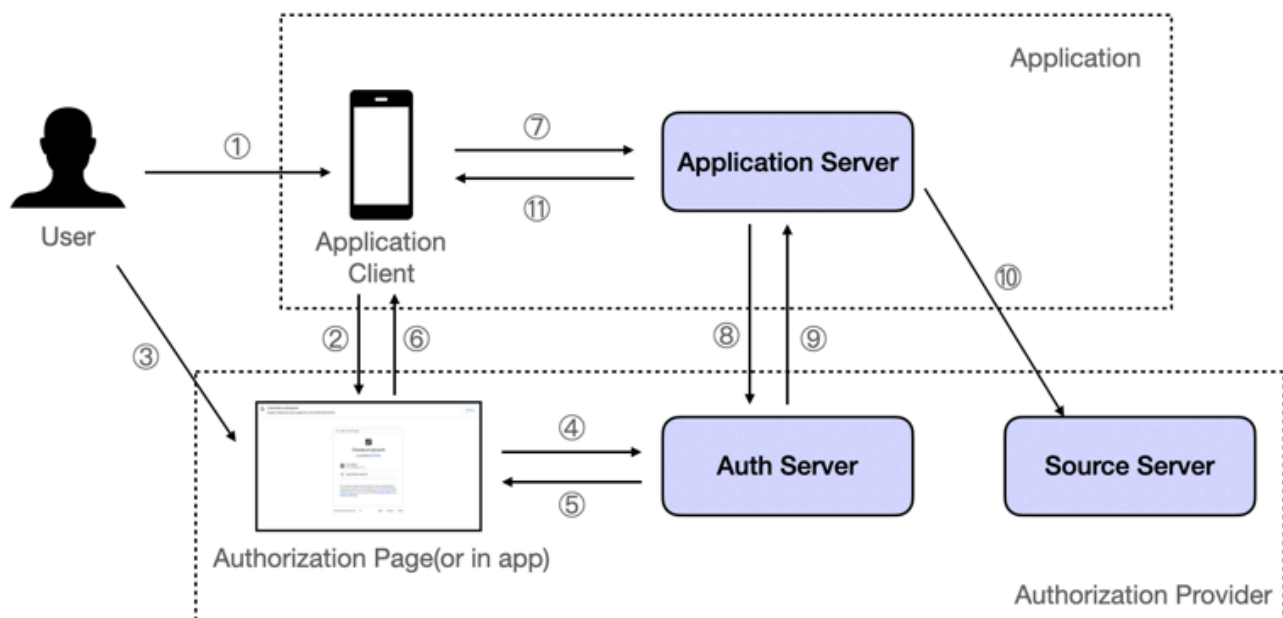 Application
①
⑦
Application Server
⑪
User
Application
Client
②
⑥
⑧
⑨
⑩
③
④
Auth Server
Source Server
⑤
Authorization Page(or in app)
Authorization Provider